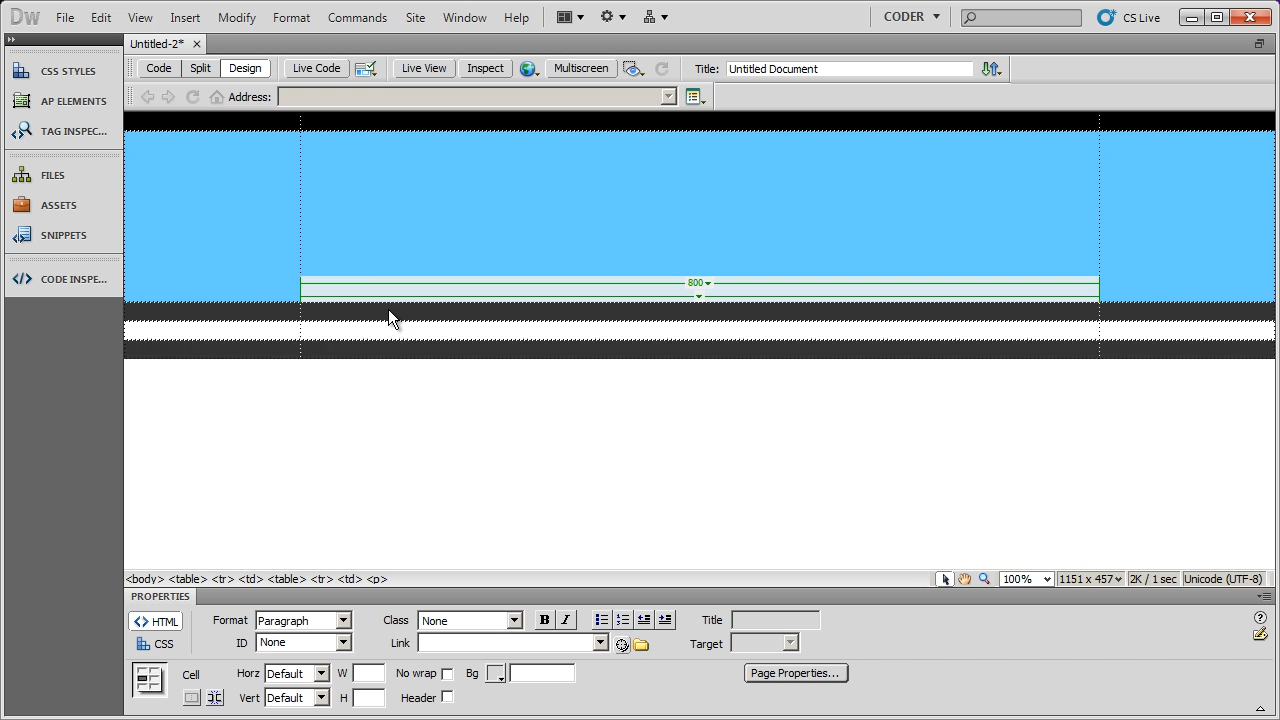 Dw File Edit View Insert Modify Format Commands Site Window Help CODER CS Live
Untitled-2*
Code Split Design Live Code Live View Inspect Multiscreen Title: Untitled Document
Address:
CSS STYLES
AP ELEMENTS
TAG INSPEC...
FILES
ASSETS
SNIPPETS
CODE INSPE...
800
<body> <table> <tr> <td> <table> <tr> <td> <p> 100% 1151 x 457 2K / 1 sec Unicode (UTF-8)
PROPERTIES
<> HTML Format Paragraph Class None B I Title
CSS ID None Link Target
Cell Horz Default W No wrap Bg Page Properties...
Vert Default H Header